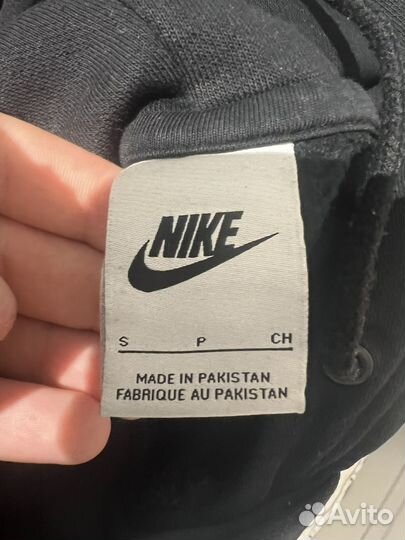 NIKE
S P CH
MADE IN PAKISTAN
FABRIQUE AU PAKISTAN
Avito